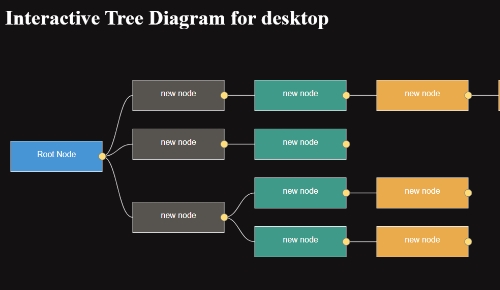 Interactive Tree Diagram for desktop
new node new node new node
Root Node
new node new node
new node new node
new node
new node new node